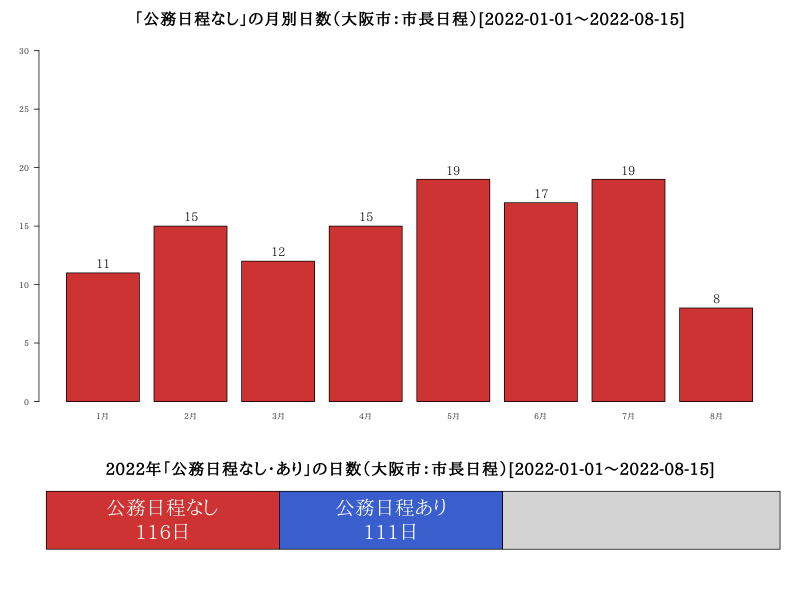 「公務日程なし」の月別日数（大阪市：市長日程）[2022-01-01～2022-08-15]
30
25
20
15
10
5
0
11
15
12
15
19
17
19
8
1月
2月
3月
4月
5月
6月
7月
8月
2022年「公務日程なし・あり」の日数（大阪市：市長日程）[2022-01-01～2022-08-15]
公務日程なし
116日
公務日程あり
111日